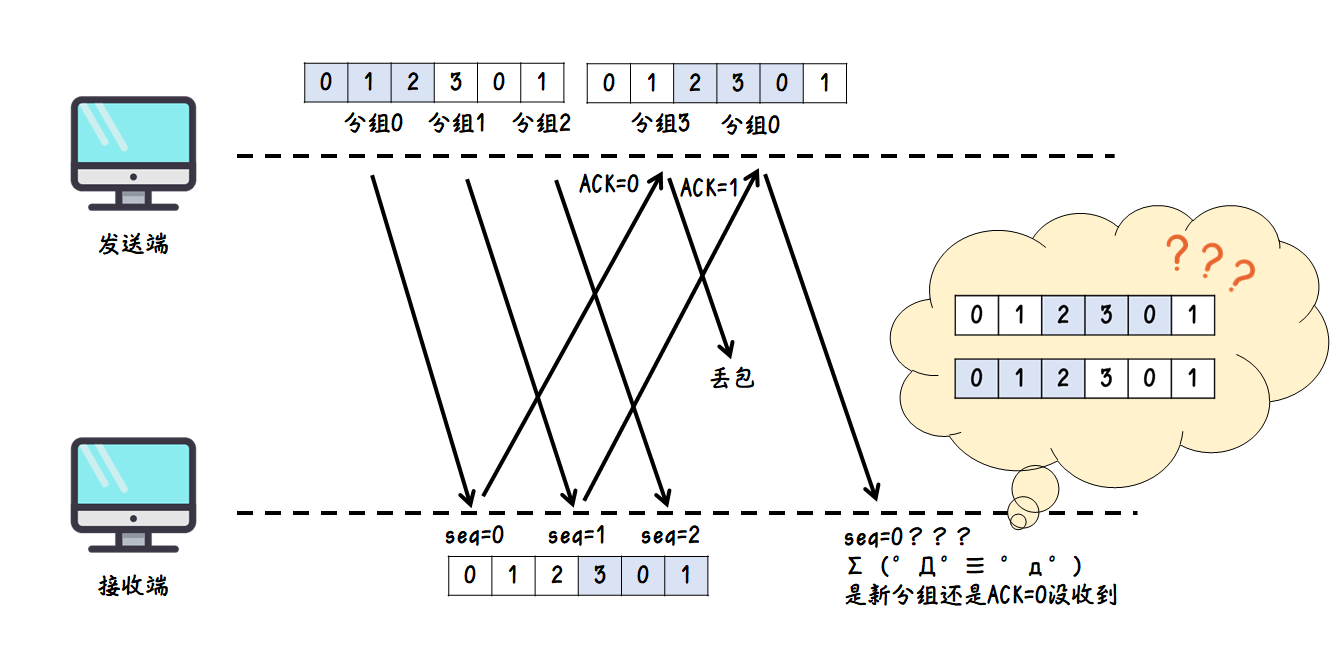 0 1 2 3 0 1
0 1 2 3 0 1
分组0 分组1 分组2 分组3 分组0
ACK=0 ACK=1
发送端
???
0 1 2 3 0 1
0 1 2 3 0 1
丢包
seq=0 seq=1 seq=2
0 1 2 3 0 1
接收端
seq=0???
Σ (°Д°≡ °д°)
是新分组还是ACK=0没收到